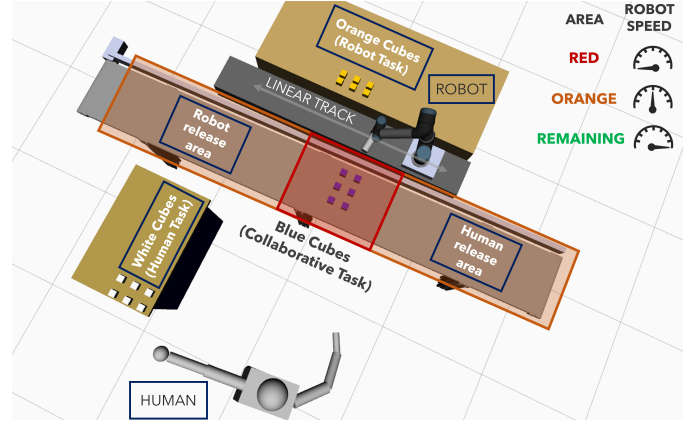 Orange Cubes
(Robot Task)
ROBOT
LINEAR TRACK
Robot
release
area
White Cubes
(Human Task)
Blue Cubes
(Collaborative Task)
Human
release
area
HUMAN
AREA
ROBOT
SPEED
RED
ORANGE
REMAINING